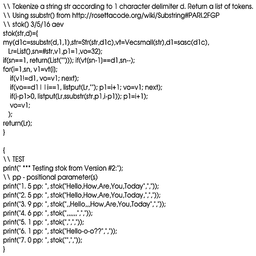 \\ Tokenize a string str according to 1 character delimiter d. Return a list of tokens.
\\ Using ssubstr() from http://rosettacode.org/wiki/Substring#PARI.2FGP
\\ stok() 3/5/16 aev
stok(str,d)={
my(d1c=ssubstr(d,1,1),str=Str(str,d1c),vt=Vecsmall(str),d1=sasc(d1c),
Lr=List(),sn=#str,v1,p1=1,vo=32);
if(sn==1, return(List(""))); if(vt[sn-1]==d1,sn--);
for(i=1,sn, v1=vt[i];
if(v1!=d1, vo=v1; next);
if(vo==d1||i==1, listput(Lr,""); p1=i+1; vo=v1; next);
if(i-p1>0, listput(Lr,ssubstr(str,p1,i-p1)); p1=i+1);
vo=v1;
);
return(Lr);
}
{
\\ TEST
print(" *** Testing stok from Version #2:");
\\ pp - positional parameter(s)
print("1. 5 pp: ", stok("Hello,How,Are,You,Today",","));
print("2. 5 pp: ", stok("Hello,How,Are,You,Today,",","));
print("3. 9 pp: ", stok(",,Hello,,,How,Are,You,Today",","));
print("4. 6 pp: ", stok(",,,,,,",","));
print("5. 1 pp: ", stok(",",","));
print("6. 1 pp: ", stok("Hello-o-o??",","));
print("7. 0 pp: ", stok("",","));
}